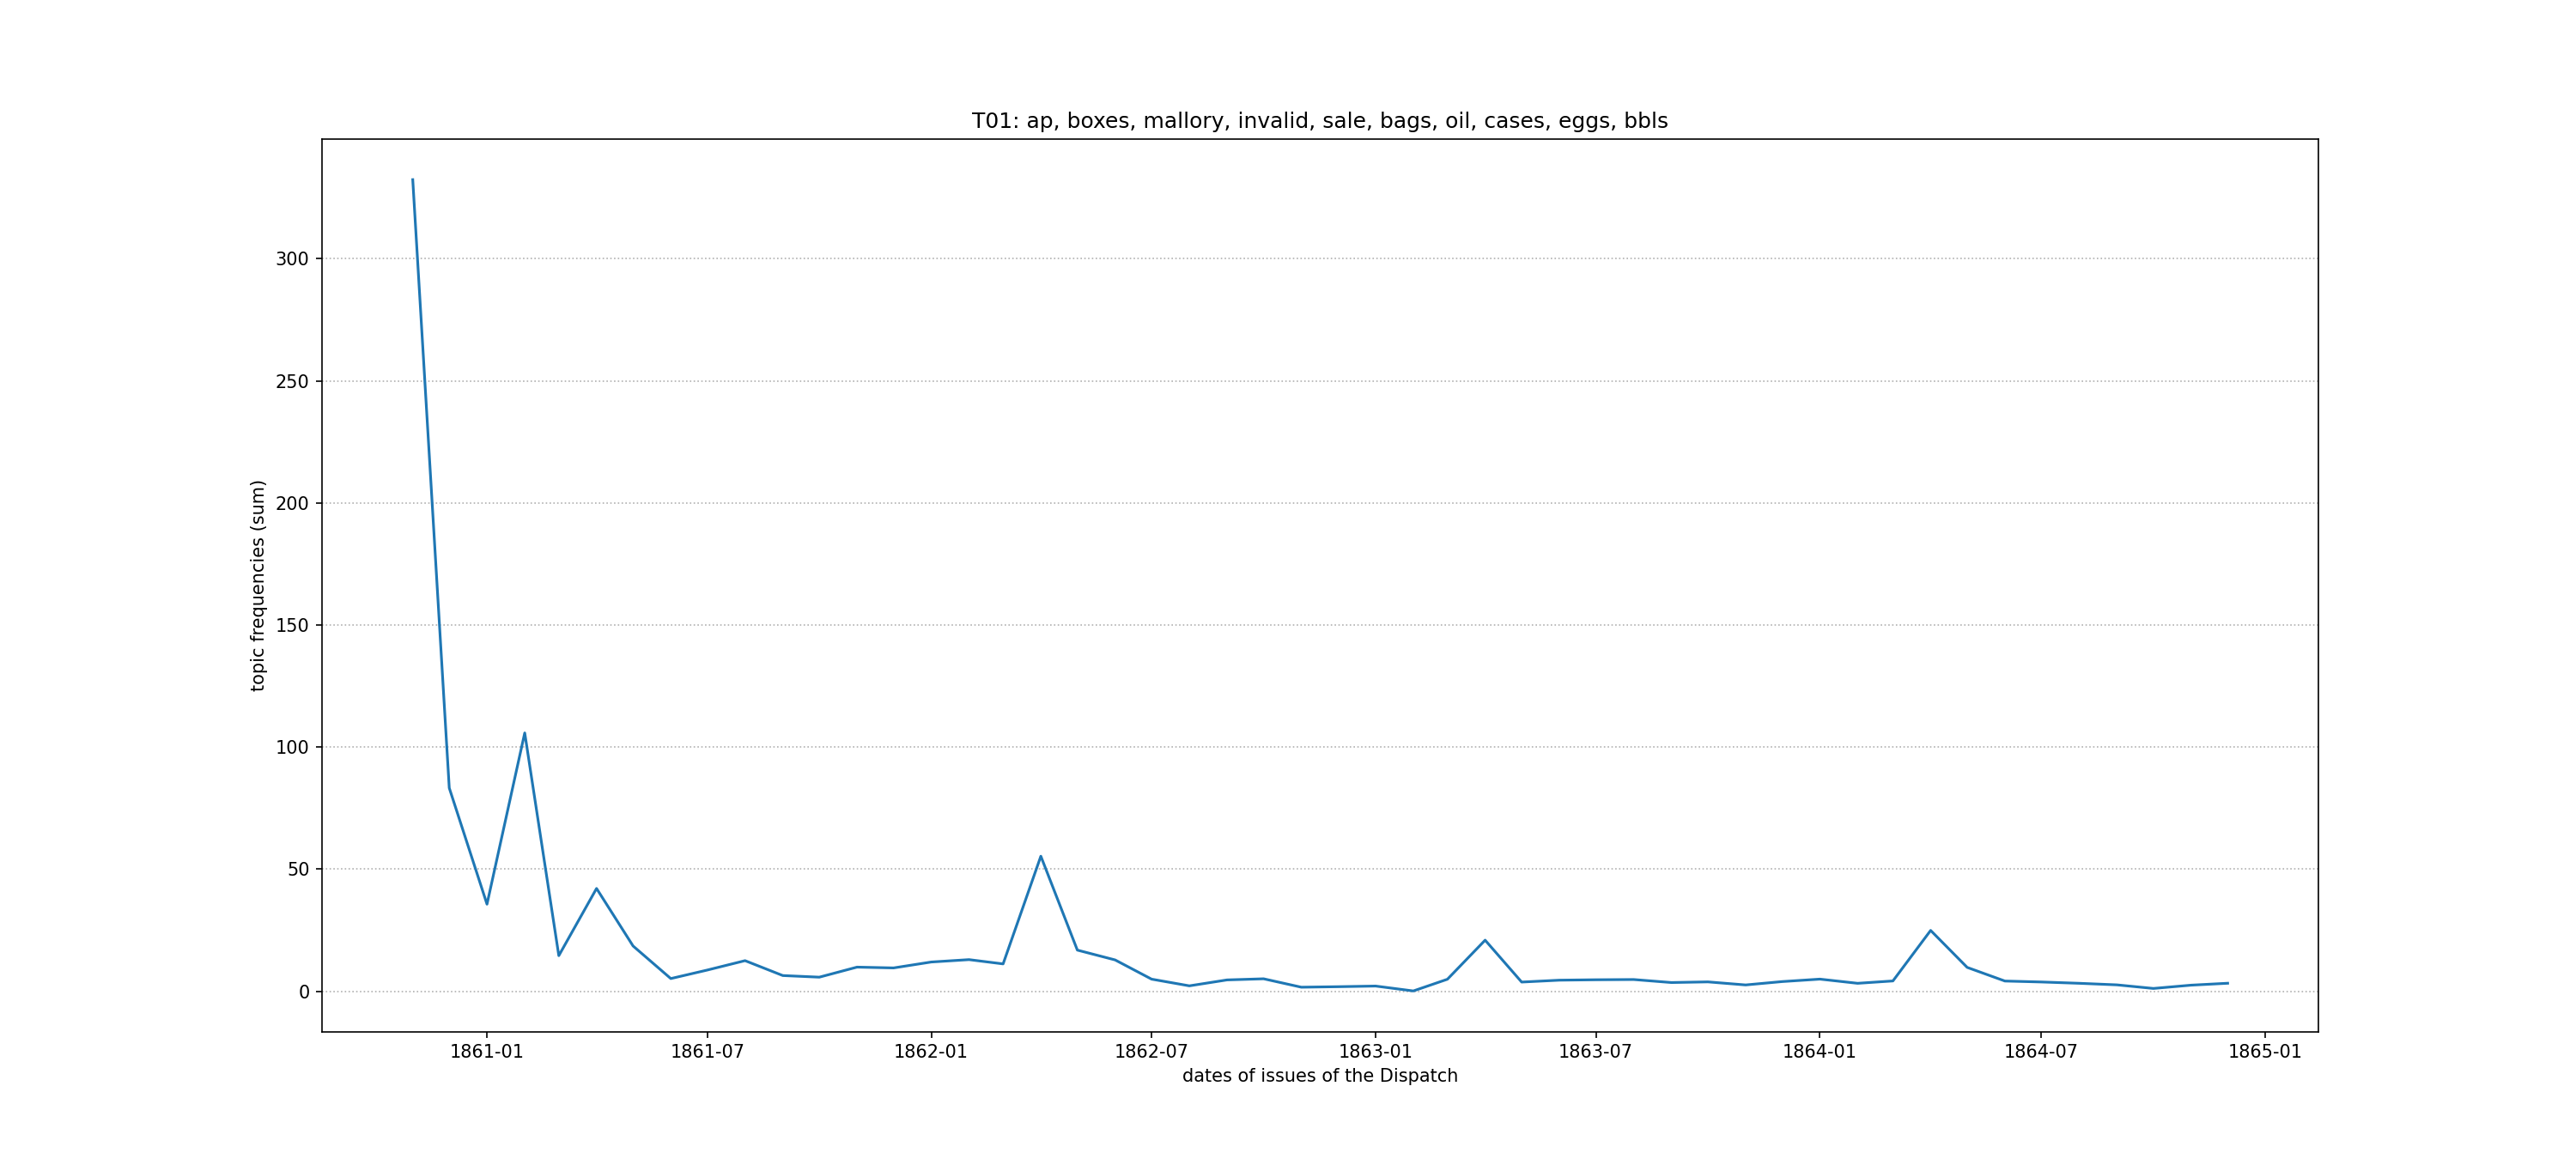 T01: ap, boxes, mallory, invalid, sale, bags, oil, cases, eggs, bbls
topic frequencies (sum)
300
250
200
150
100
50
0
1861-01 1861-07 1862-01 1862-07 1863-01 1863-07 1864-01 1864-07 1865-01
dates of issues of the Dispatch